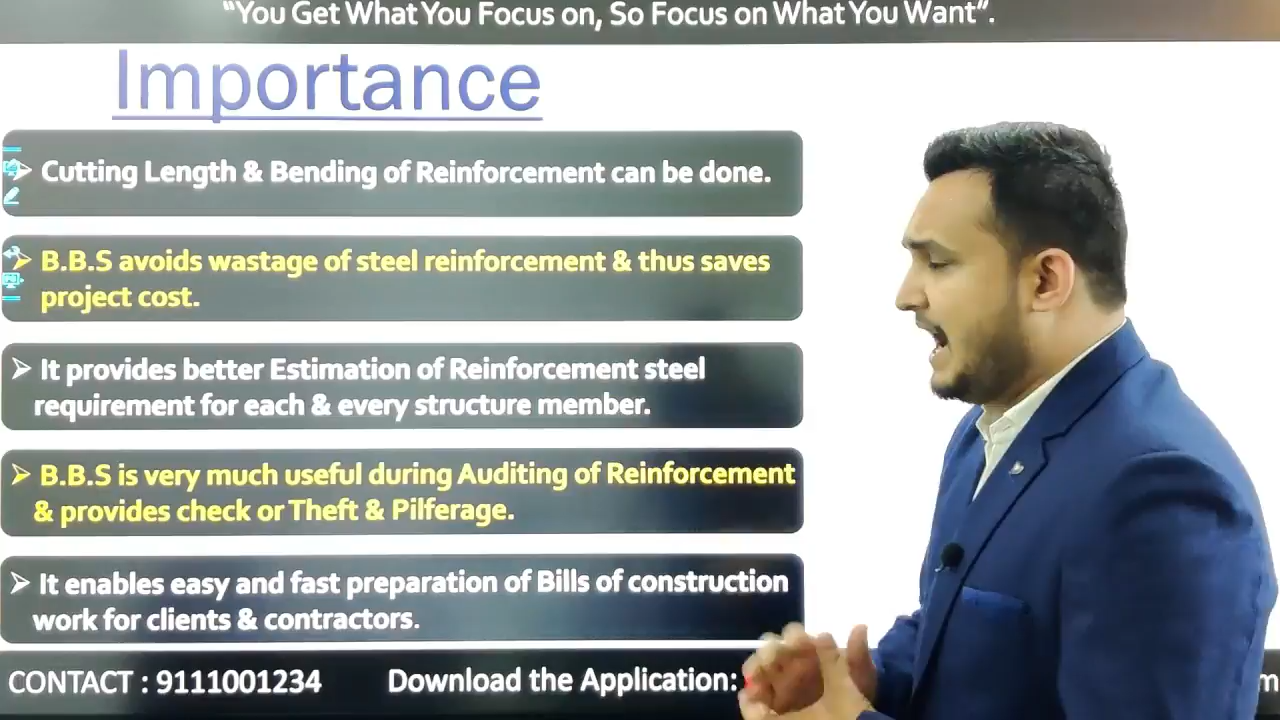 “You Get What You Focus on, So Focus on What You Want”.
Importance
➢ Cutting Length & Bending of Reinforcement can be done.
➢ B.B.S avoids wastage of steel reinforcement & thus saves
project cost.
➢ It provides better Estimation of Reinforcement steel
requirement for each & every structure member.
➢ B.B.S is very much useful during Auditing of Reinforcement
& provides check or Theft & Pilferage.
➢ It enables easy and fast preparation of Bills of construction
work for clients & contractors.
CONTACT : 9111001234 Download the Application: